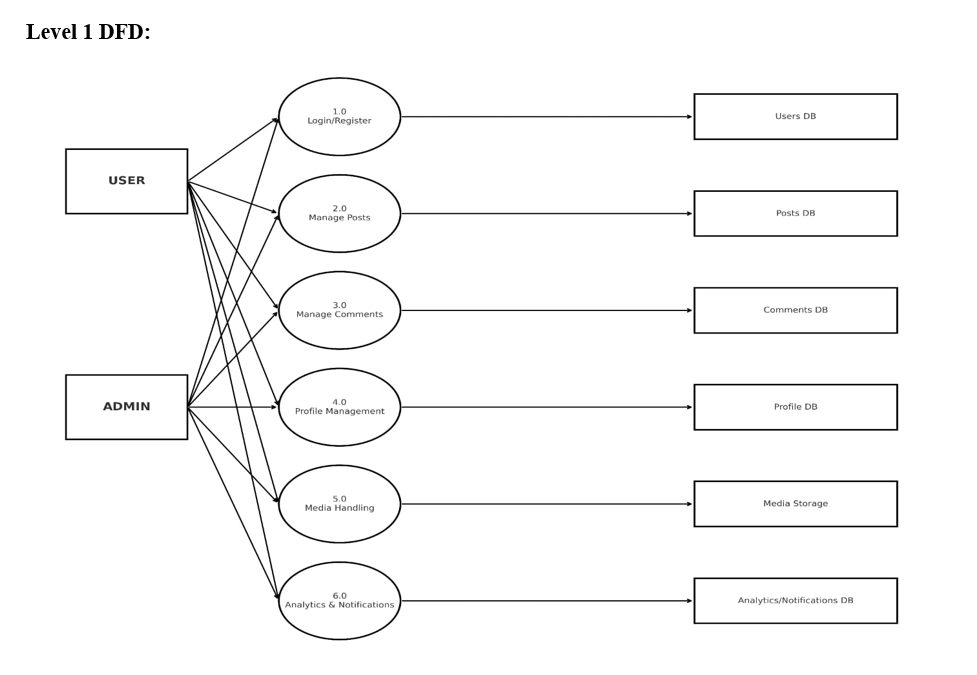 Level 1 DFD:
USER
ADMIN
1.0
Login/Register
2.0
Manage Posts
3.0
Manage Comments
4.0
Profile Management
5.0
Media Handling
6.0
Analytics & Notifications
Users DB
Posts DB
Comments DB
Profile DB
Media Storage
Analytics/Notifications DB